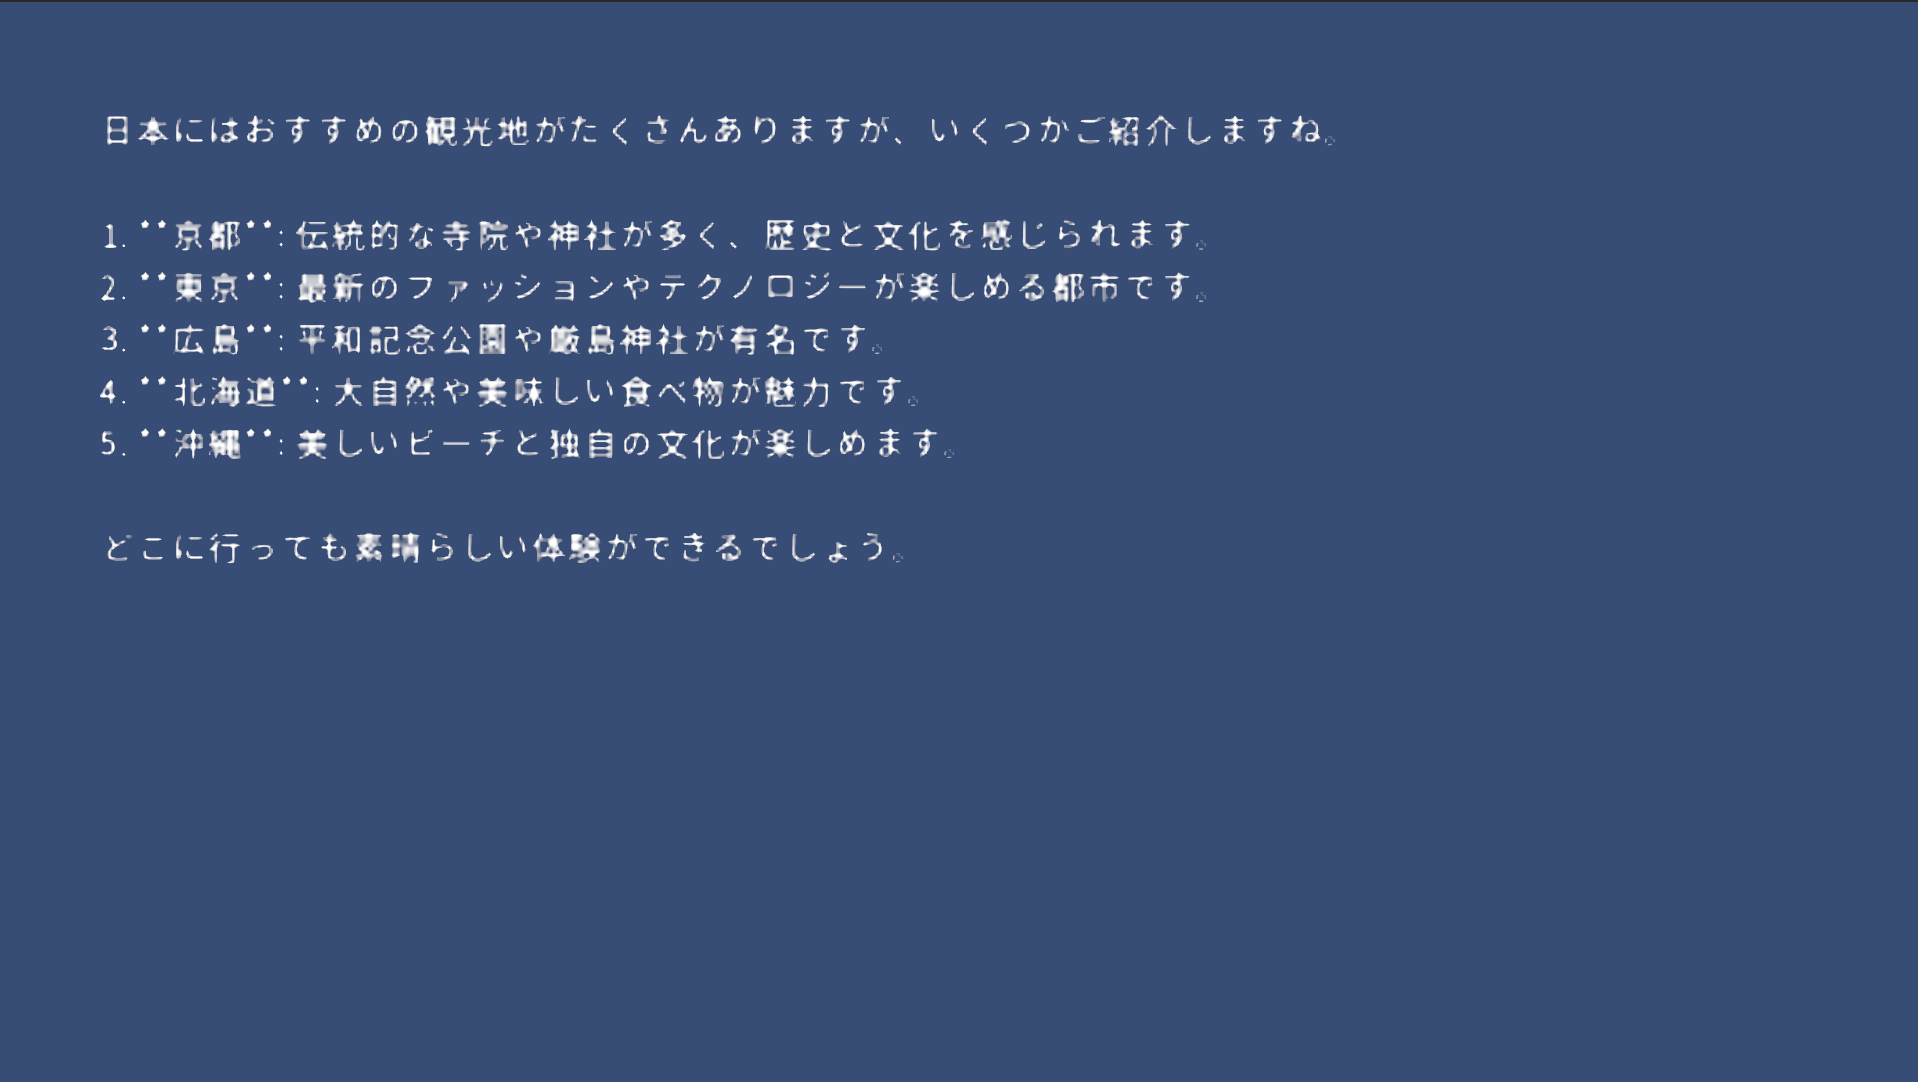 日本にはおすすめの観光地がたくさんありますが、いくつかご紹介しますね。
1. **京都**: 伝統的な寺院や神社が多く、歴史と文化を感じられます。
2. **東京**: 最新のファッションやテクノロジーが楽しめる都市です。
3. **広島**: 平和記念公園や厳島神社が有名です。
4. **北海道**: 大自然や美味しい食べ物が魅力です。
5. **沖縄**: 美しいビーチと独自の文化が楽しめます。
どこに行っても素晴らしい体験ができるでしょう。